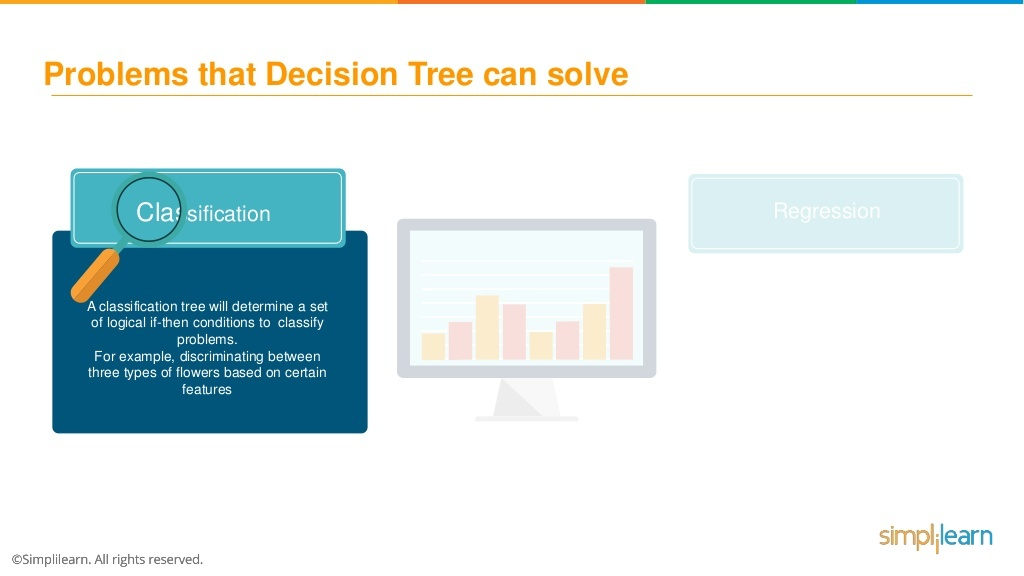 Problems that Decision Tree can solve
Classification
Regression
A classification tree will determine a set
of logical if-then conditions to classify
problems.
For example, discriminating between
three types of flowers based on certain
features
simplilearn
©Simplilearn. All rights reserved.